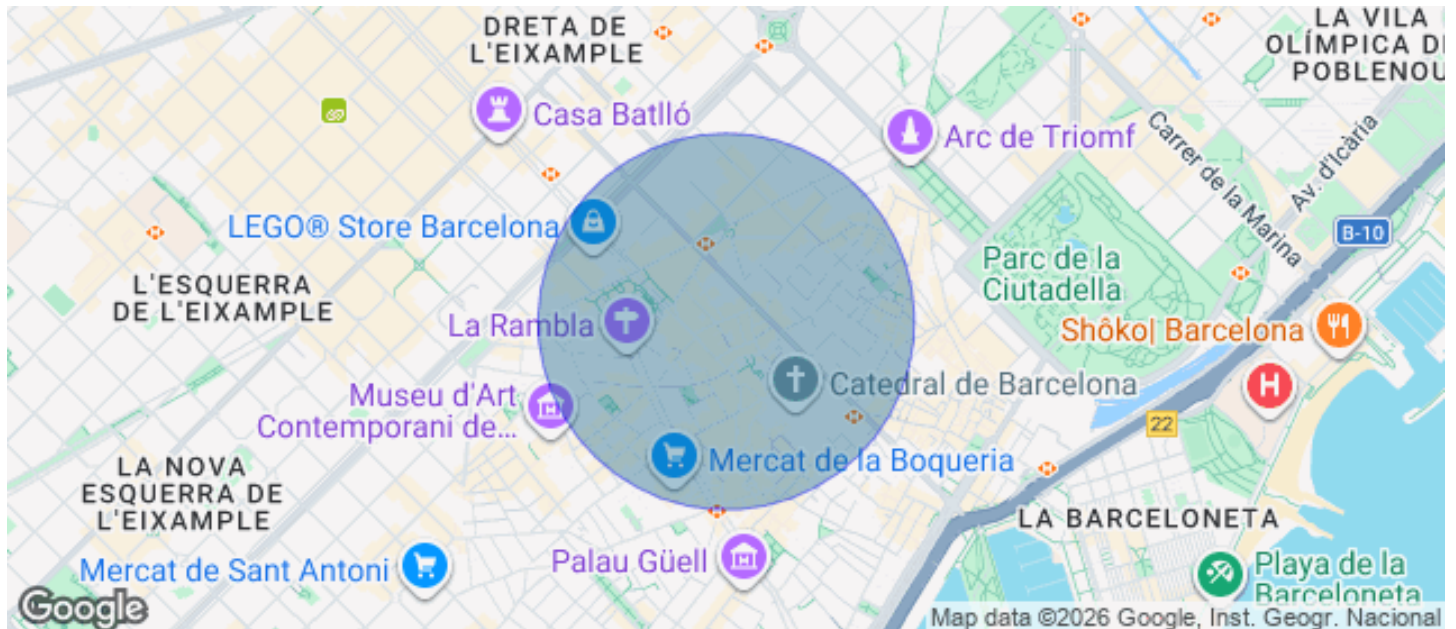 DRETA DE
L'EIXAMPLE
LA VILA
OLÍMPICA DE
POBLENOU
Casa Batlló
Arc de Triomf
Carrer de la Marina
Av. d'Icària
LEGO® Store Barcelona
B-10
L'ESQUERRA
DE L'EIXAMPLE
Parc de la
Ciutadella
La Rambla
Shôko| Barcelona
Museu d'Art
Contemporani de...
Catedral de Barcelona
H
22
LA NOVA
ESQUERRA DE
L'EIXAMPLE
Mercat de la Boqueria
LA BARCELONETA
Mercat de Sant Antoni
Palau Güell
Playa de la
Barceloneta
Google
Map data ©2026 Google, Inst. Geogr. Nacional